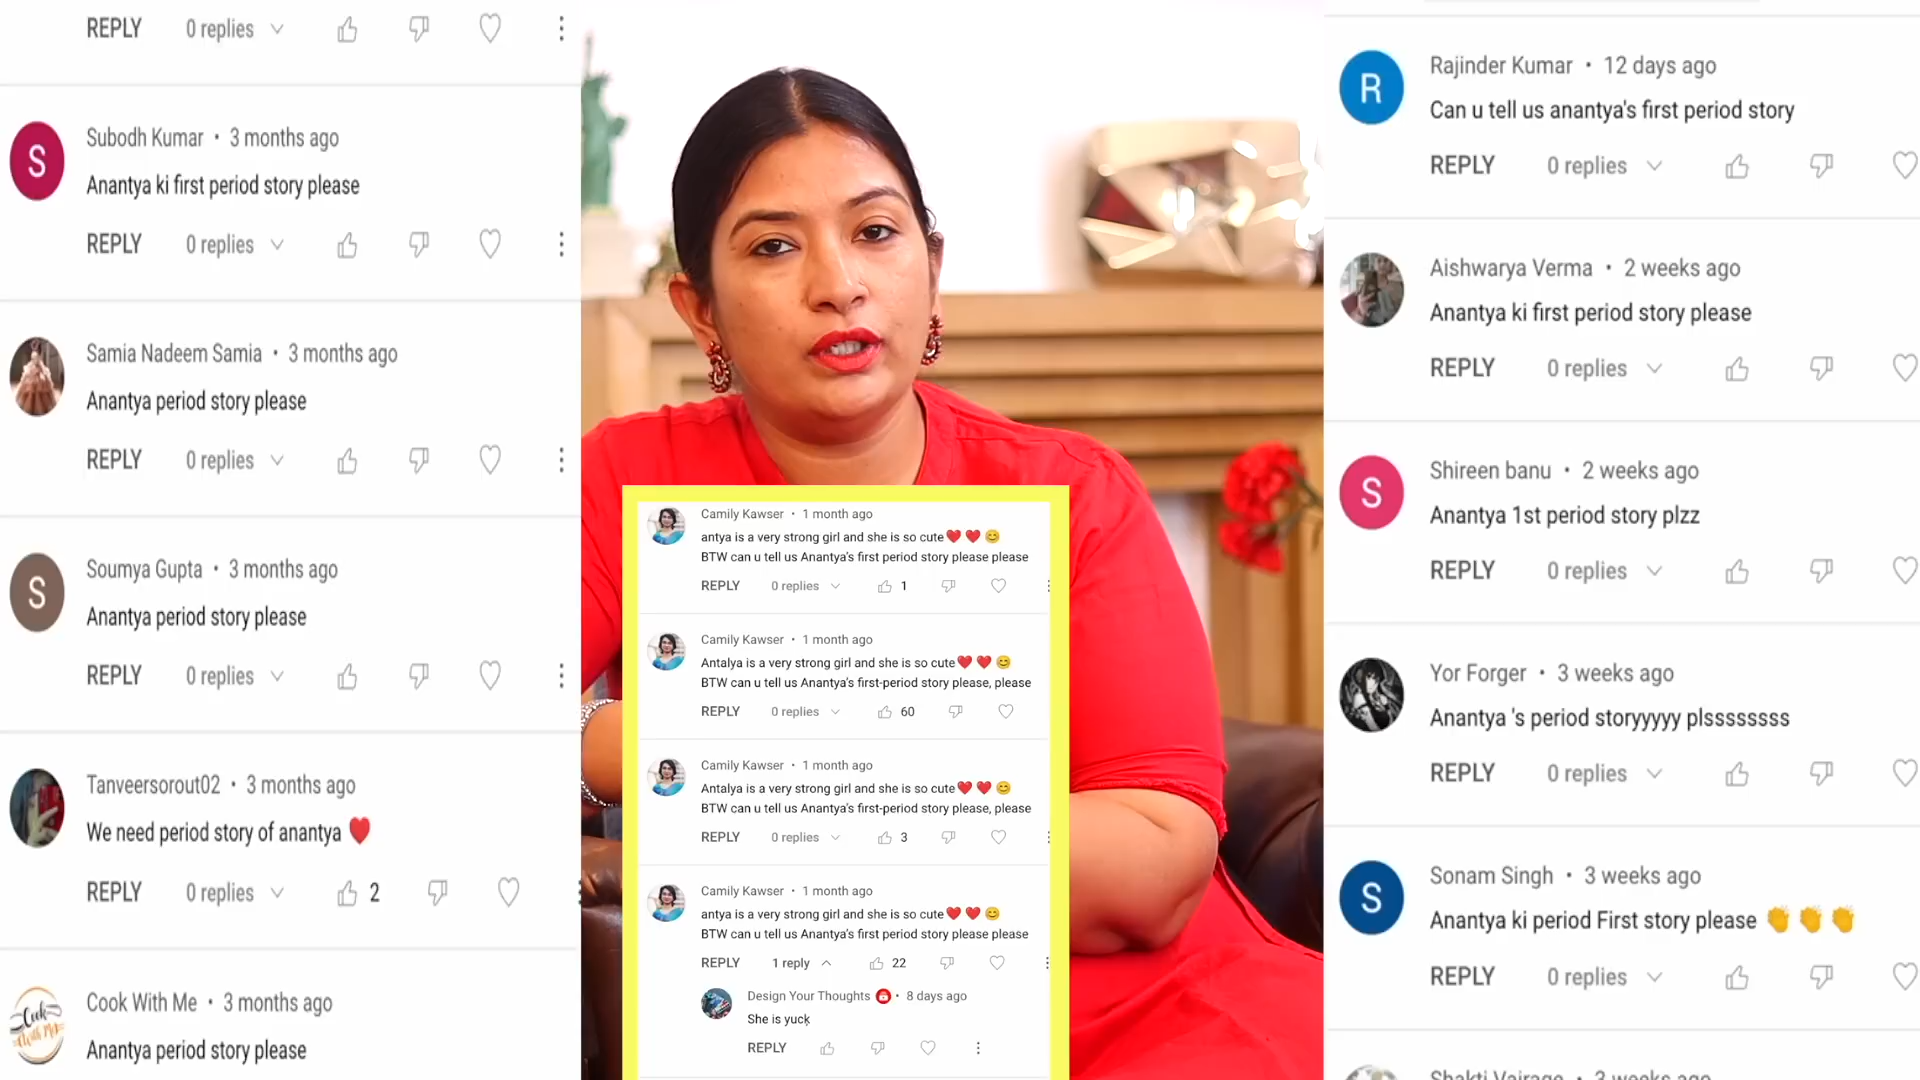 REPLY 0 replies
S
Subodh Kumar • 3 months ago
Anantya ki first period story please
REPLY 0 replies
Samia Nadeem Samia • 3 months ago
Anantya period story please
REPLY 0 replies
S
Soumya Gupta • 3 months ago
Anantya period story please
REPLY 0 replies
Tanveersorout02 • 3 months ago
We need period story of anantya ❤️
REPLY 0 replies 2
Cook With Me
Cook With Me • 3 months ago
Anantya period story please
Camily Kawser • 1 month ago
antya is a very strong girl and she is so cute❤️ ❤️ 😊
BTW can u tell us Anantya's first period story please please
REPLY 0 replies 1
Camily Kawser • 1 month ago
Antalya is a very strong girl and she is so cute❤️ ❤️ 😊
BTW can u tell us Anantya's first-period story please, please
REPLY 0 replies 60
Camily Kawser • 1 month ago
Antalya is a very strong girl and she is so cute❤️ ❤️ 😊
BTW can u tell us Anantya's first-period story please, please
REPLY 0 replies 3
Camily Kawser • 1 month ago
antya is a very strong girl and she is so cute❤️ ❤️ 😊
BTW can u tell us Anantya's first period story please please
REPLY 1 reply 22
Design Your Thoughts • 8 days ago
She is yuck
REPLY
R
Rajinder Kumar • 12 days ago
Can u tell us anantya's first period story
REPLY 0 replies
Aishwarya Verma • 2 weeks ago
Anantya ki first period story please
REPLY 0 replies
S
Shireen banu • 2 weeks ago
Anantya 1st period story plzz
REPLY 0 replies
Yor Forger • 3 weeks ago
Anantya 's period storyyyyy plssssssss
REPLY 0 replies
S
Sonam Singh • 3 weeks ago
Anantya ki period First story please 👏 👏 👏
REPLY 0 replies
Shakti Vairage • 3 weeks ago